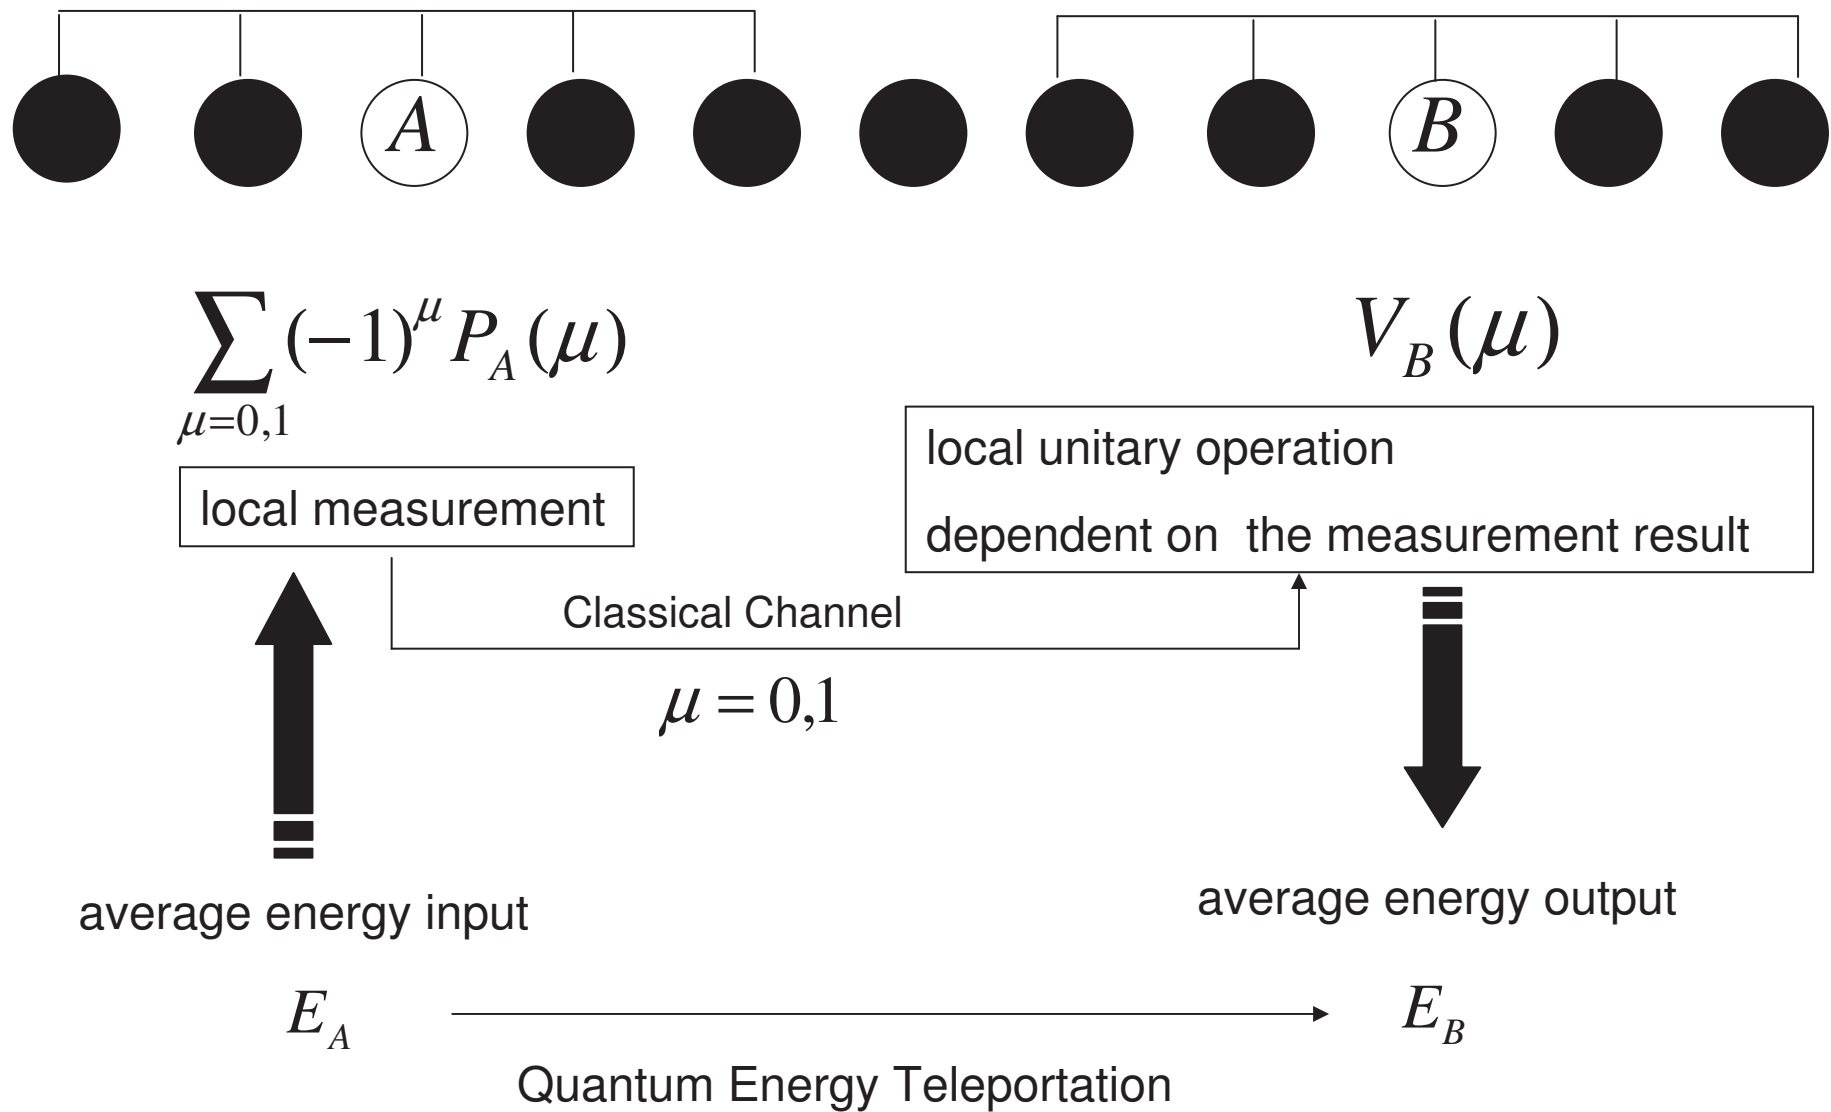 A B
∑ (−1)^μ P_A(μ)
μ=0,1
V_B(μ)
local measurement
local unitary operation
dependent on the measurement result
Classical Channel
μ = 0,1
average energy input
average energy output
E_A
E_B
Quantum Energy Teleportation